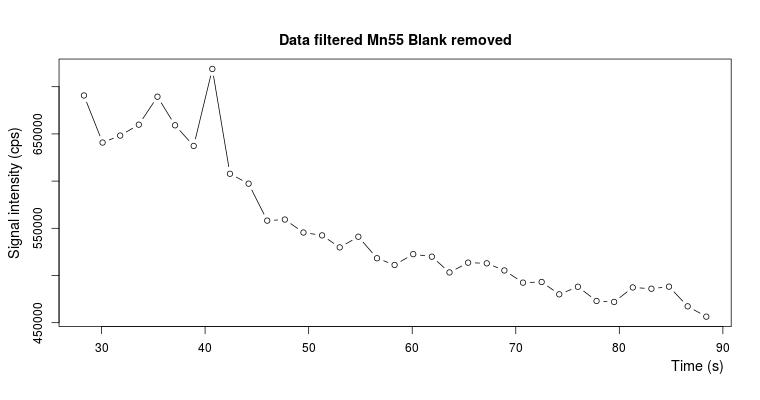 Data filtered Mn55 Blank removed
Signal intensity (cps)
650000
550000
450000
30 40 50 60 70 80 90
Time (s)